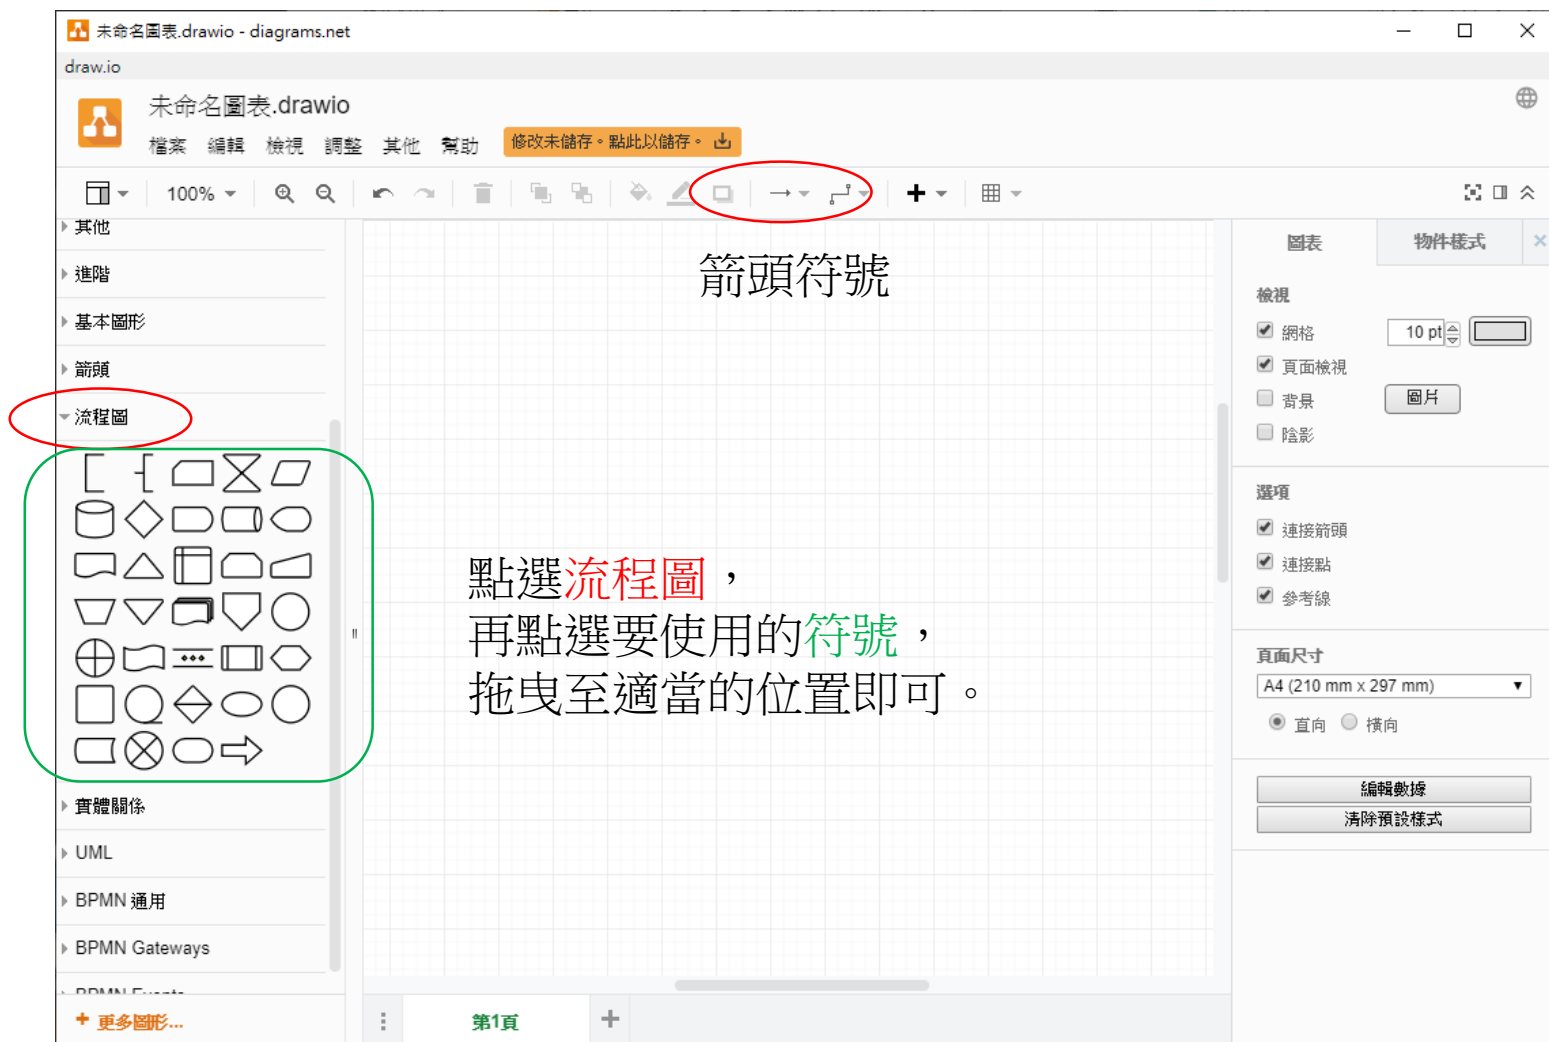 未命名圖表.drawio - diagrams.net
draw.io
未命名圖表.drawio
檔案 編輯 檢視 調整 其他 幫助 修改未儲存。點此以儲存。
100%
其他
進階
基本圖形
箭頭
流程圖
實體關係
UML
BPMN 通用
BPMN Gateways
BPMN Events
+ 更多圖形...
箭頭符號
點選流程圖，
再點選要使用的符號，
拖曳至適當的位置即可。
第1頁
圖表 物件樣式
檢視
網格 10 pt
頁面檢視
背景 圖片
陰影
選項
連接箭頭
連接點
參考線
頁面尺寸
A4 (210 mm x 297 mm)
直向 橫向
編輯數據
清除預設樣式